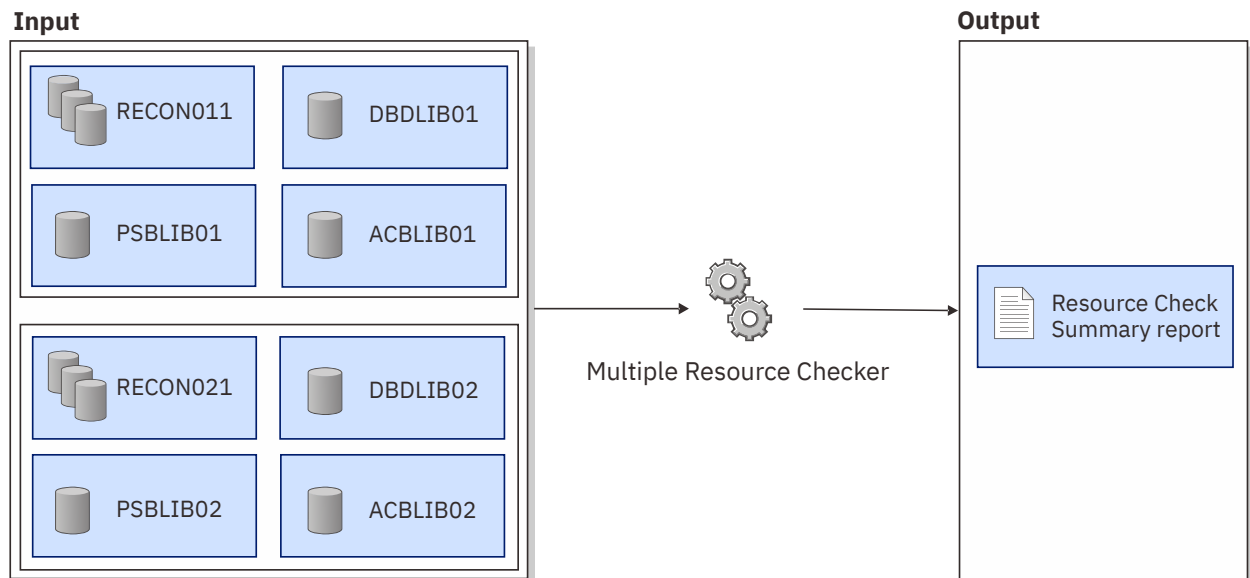 Input
RECON011
DBDLIB01
PSBLIB01
ACBLIB01
RECON021
DBDLIB02
PSBLIB02
ACBLIB02
Multiple Resource Checker
Output
Resource Check
Summary report